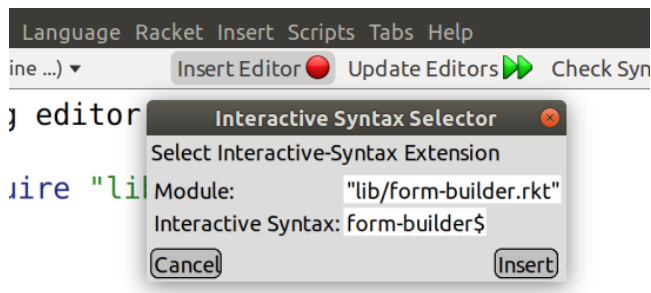 Language Racket Insert Scripts Tabs Help
ine ...) Insert Editor Update Editors Check Syn
g editor
Interactive Syntax Selector
Select Interactive-Syntax Extension
uire "lib
Module: "lib/form-builder.rkt"
Interactive Syntax: form-builder$
Cancel Insert